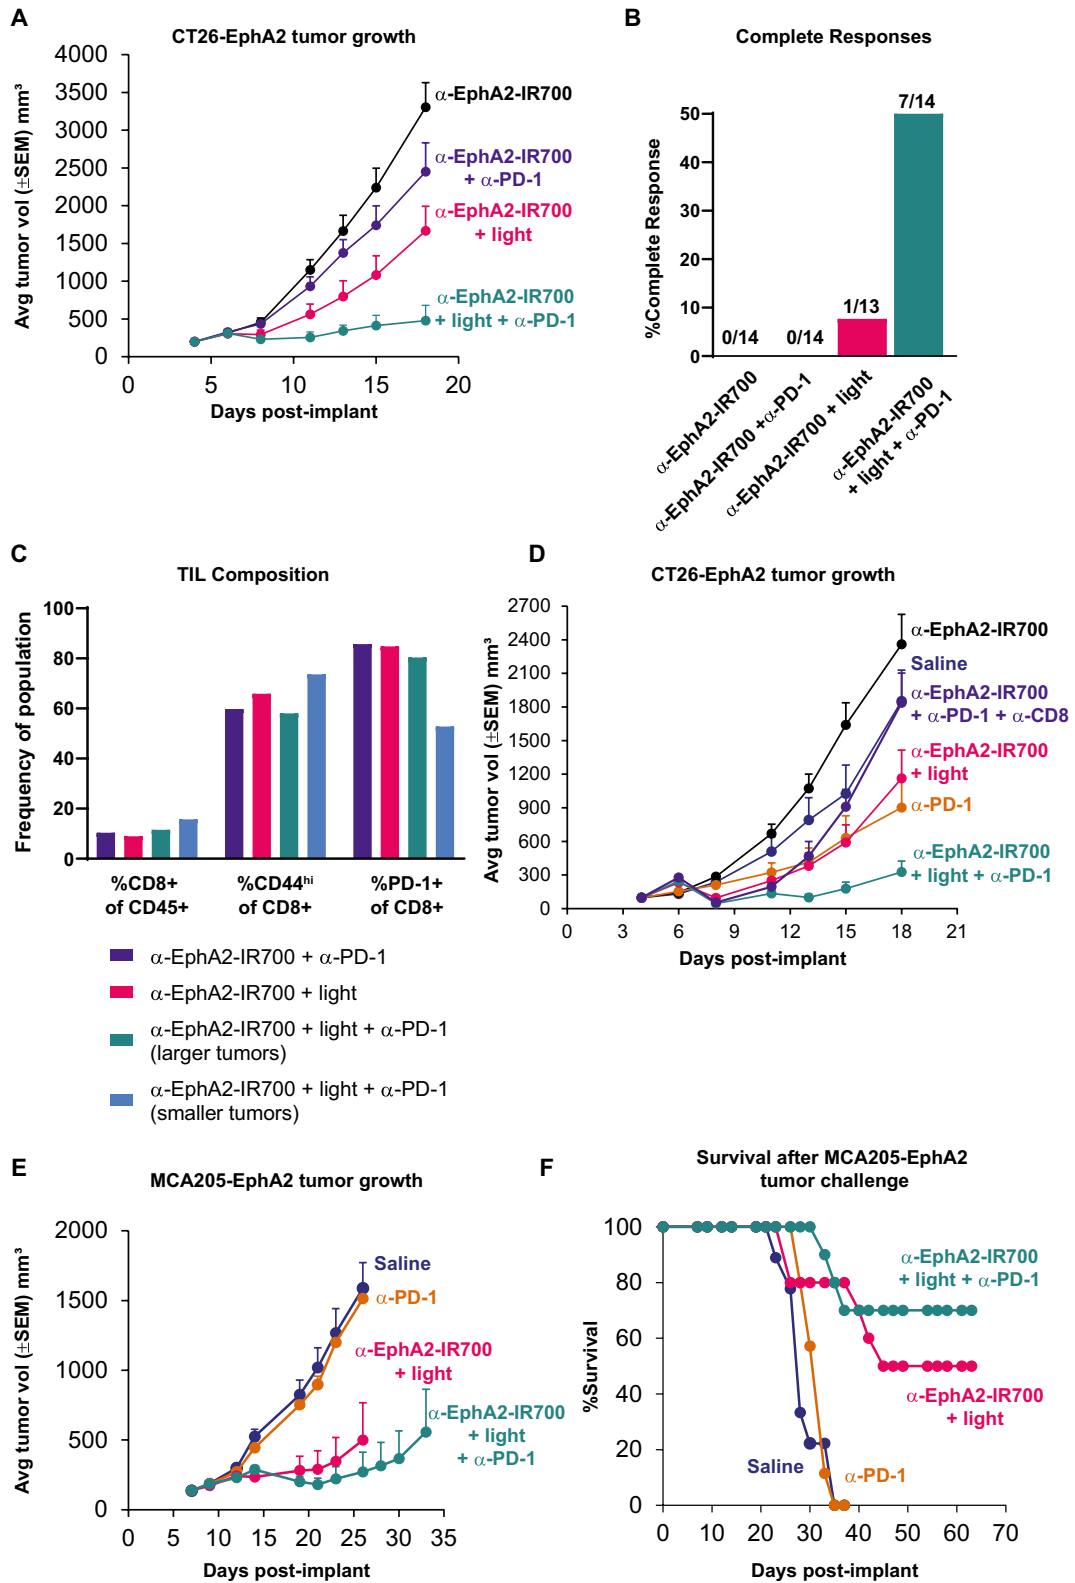 A
CT26-EphA2 tumor growth
Avg tumor vol (±SEM) mm³
4000
3500
3000
2500
2000
1500
1000
500
0
0 5 10 15 20
Days post-implant
α-EphA2-IR700
α-EphA2-IR700
+ α-PD-1
α-EphA2-IR700
+ light
α-EphA2-IR700
+ light + α-PD-1
B
Complete Responses
%Complete Response
50
40
30
20
10
0
0/14 0/14 1/13 7/14
α-EphA2-IR700
α-EphA2-IR700 +α-PD-1
α-EphA2-IR700 + light
α-EphA2-IR700
+ light + α-PD-1
C
TIL Composition
Frequency of population
100
80
60
40
20
0
%CD8+
of CD45+
%CD44ʰⁱ
of CD8+
%PD-1+
of CD8+
α-EphA2-IR700 + α-PD-1
α-EphA2-IR700 + light
α-EphA2-IR700 + light + α-PD-1
(larger tumors)
α-EphA2-IR700 + light + α-PD-1
(smaller tumors)
D
CT26-EphA2 tumor growth
Avg tumor vol (±SEM) mm³
2700
2400
2100
1800
1500
1200
900
600
300
0
0 3 6 9 12 15 18 21
Days post-implant
α-EphA2-IR700
Saline
α-EphA2-IR700
+ α-PD-1 + α-CD8
α-EphA2-IR700
+ light
α-PD-1
α-EphA2-IR700
+ light + α-PD-1
E
MCA205-EphA2 tumor growth
Avg tumor vol (±SEM) mm³
2000
1500
1000
500
0
0 5 10 15 20 25 30 35
Days post-implant
Saline
α-PD-1
α-EphA2-IR700
+ light
α-EphA2-IR700
+ light
+ α-PD-1
F
Survival after MCA205-EphA2
tumor challenge
%Survival
100
80
60
40
20
0
0 10 20 30 40 50 60 70
Days post-implant
α-EphA2-IR700
+ light + α-PD-1
α-EphA2-IR700
+ light
Saline
α-PD-1